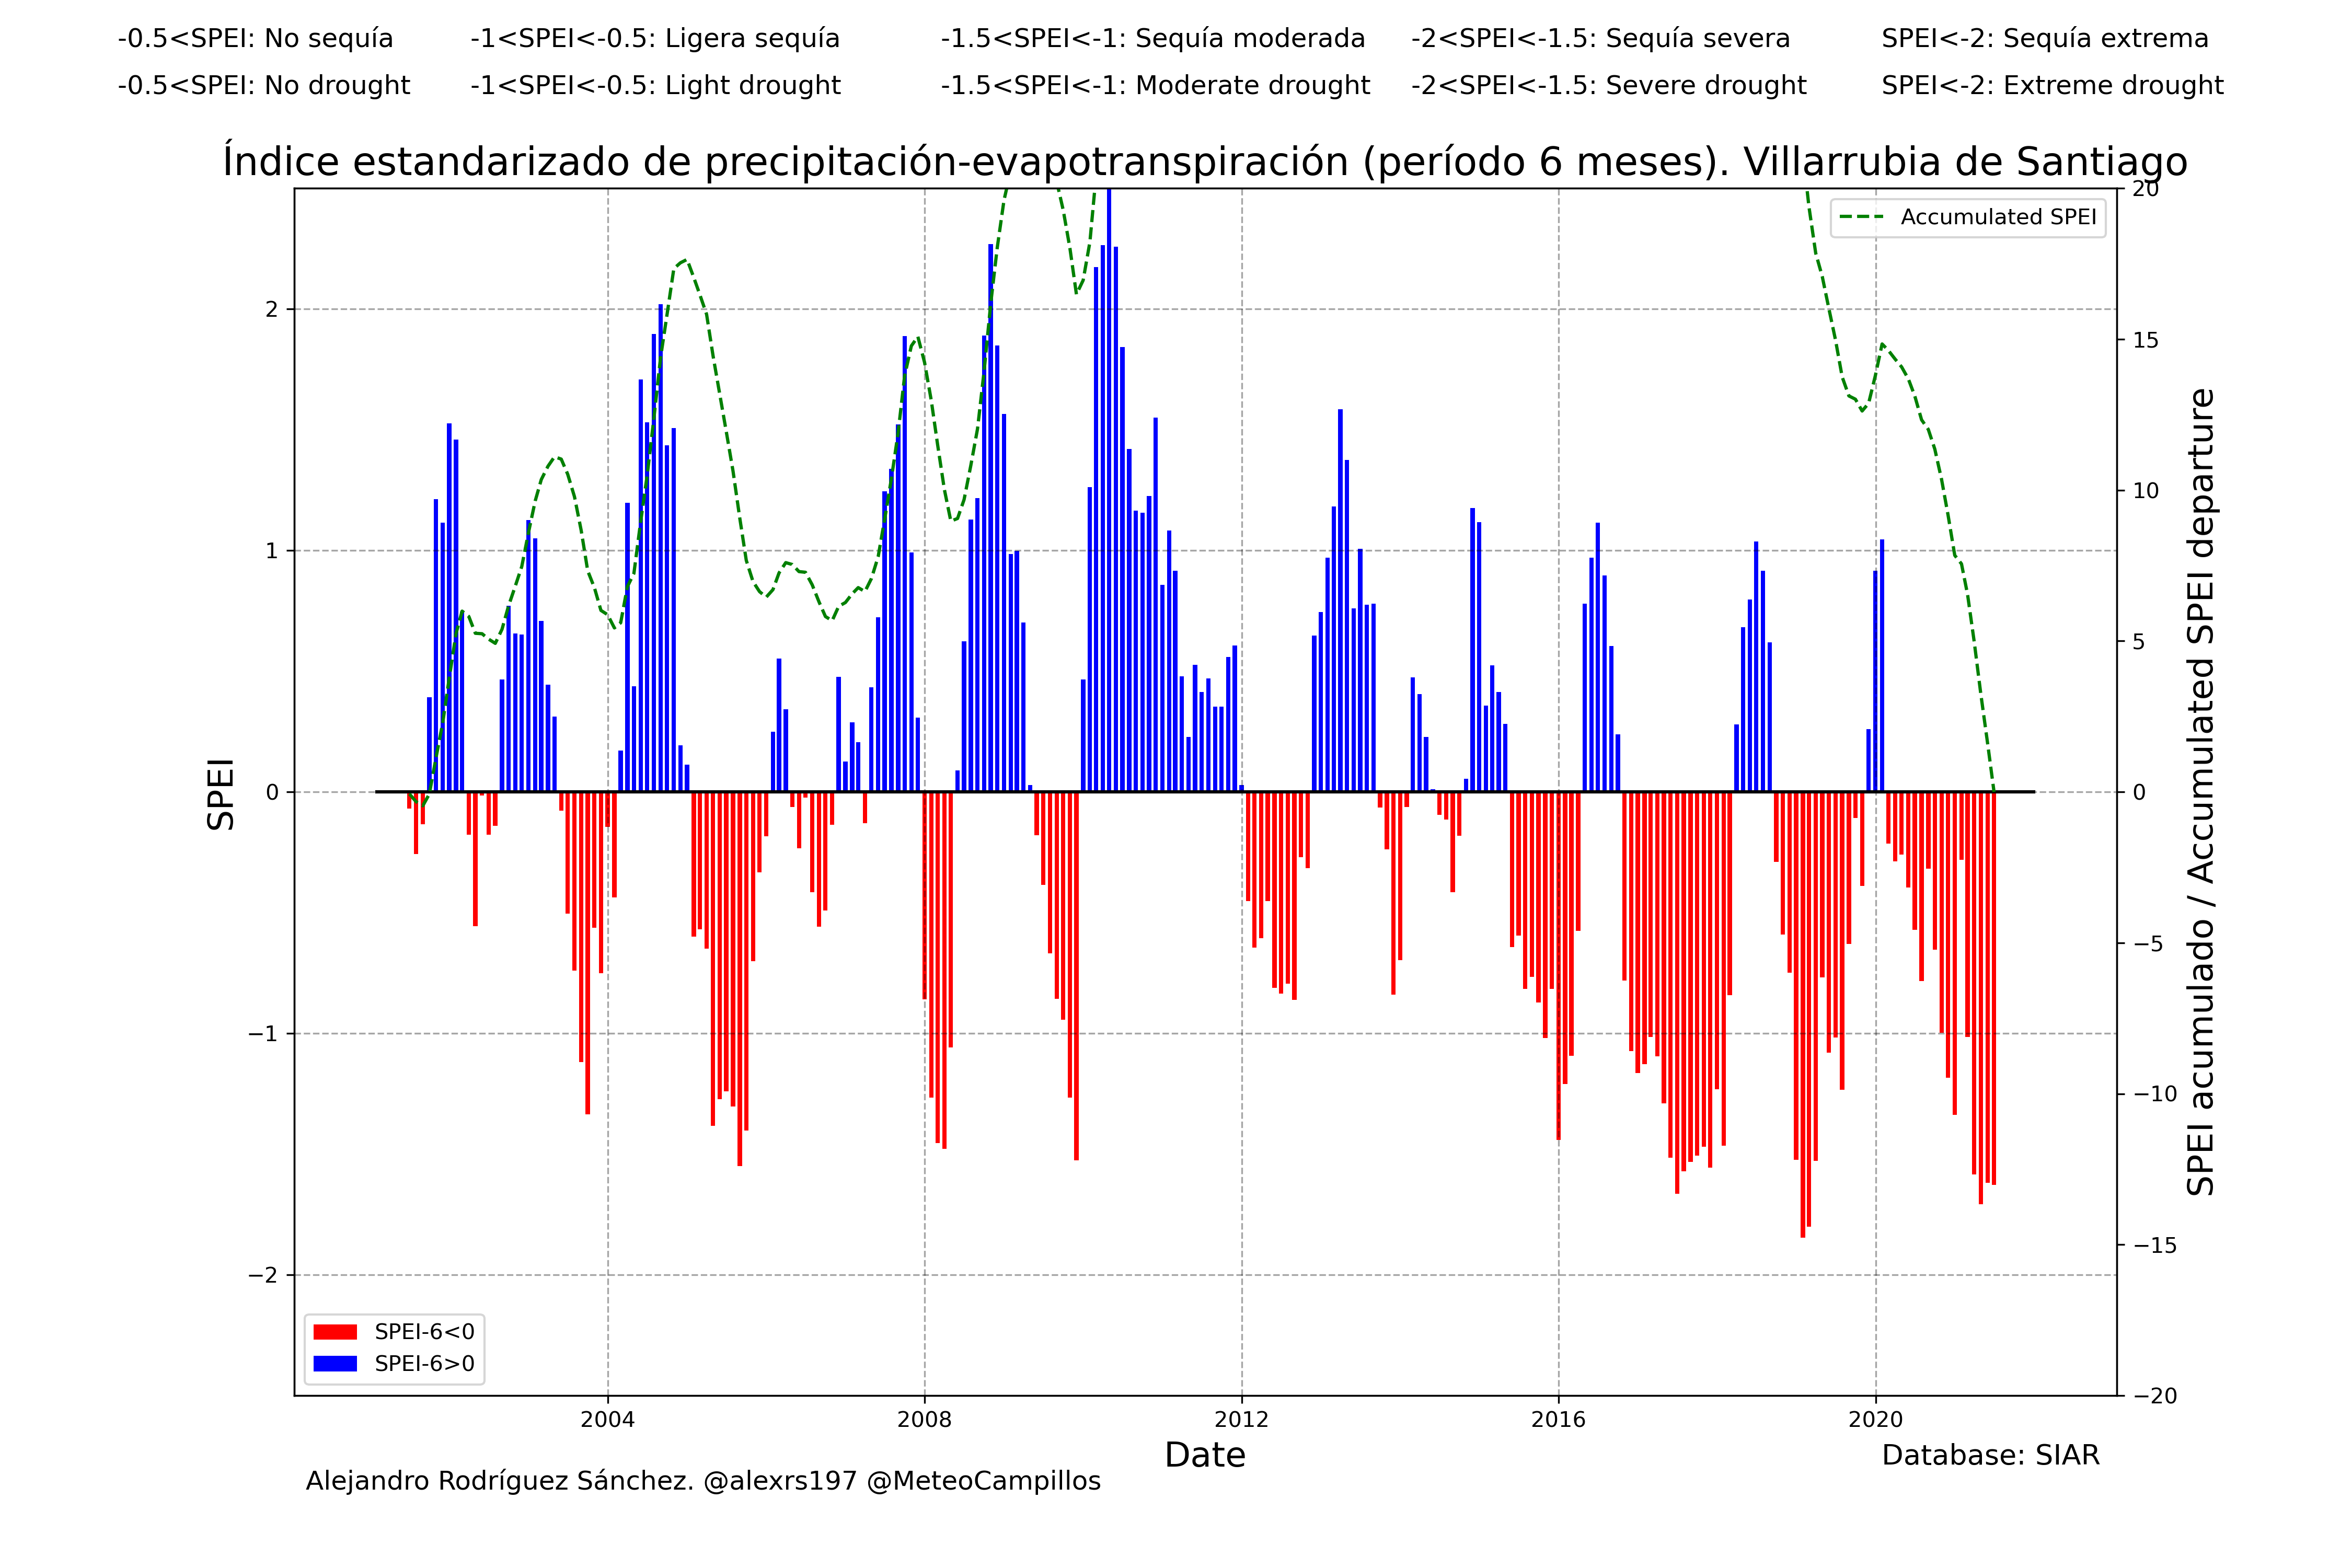 -0.5<SPEI: No sequía -1<SPEI<-0.5: Ligera sequía -1.5<SPEI<-1: Sequía moderada -2<SPEI<-1.5: Sequía severa SPEI<-2: Sequía extrema
-0.5<SPEI: No drought -1<SPEI<-0.5: Light drought -1.5<SPEI<-1: Moderate drought -2<SPEI<-1.5: Severe drought SPEI<-2: Extreme drought
Índice estandarizado de precipitación-evapotranspiración (período 6 meses). Villarrubia de Santiago
Accumulated SPEI
SPEI
2
1
0
−1
−2
20
15
10
5
0
−5
−10
−15
−20
SPEI acumulado / Accumulated SPEI departure
SPEI-6<0
SPEI-6>0
2004 2008 2012 2016 2020
Date
Database: SIAR
Alejandro Rodríguez Sánchez. @alexrs197 @MeteoCampillos